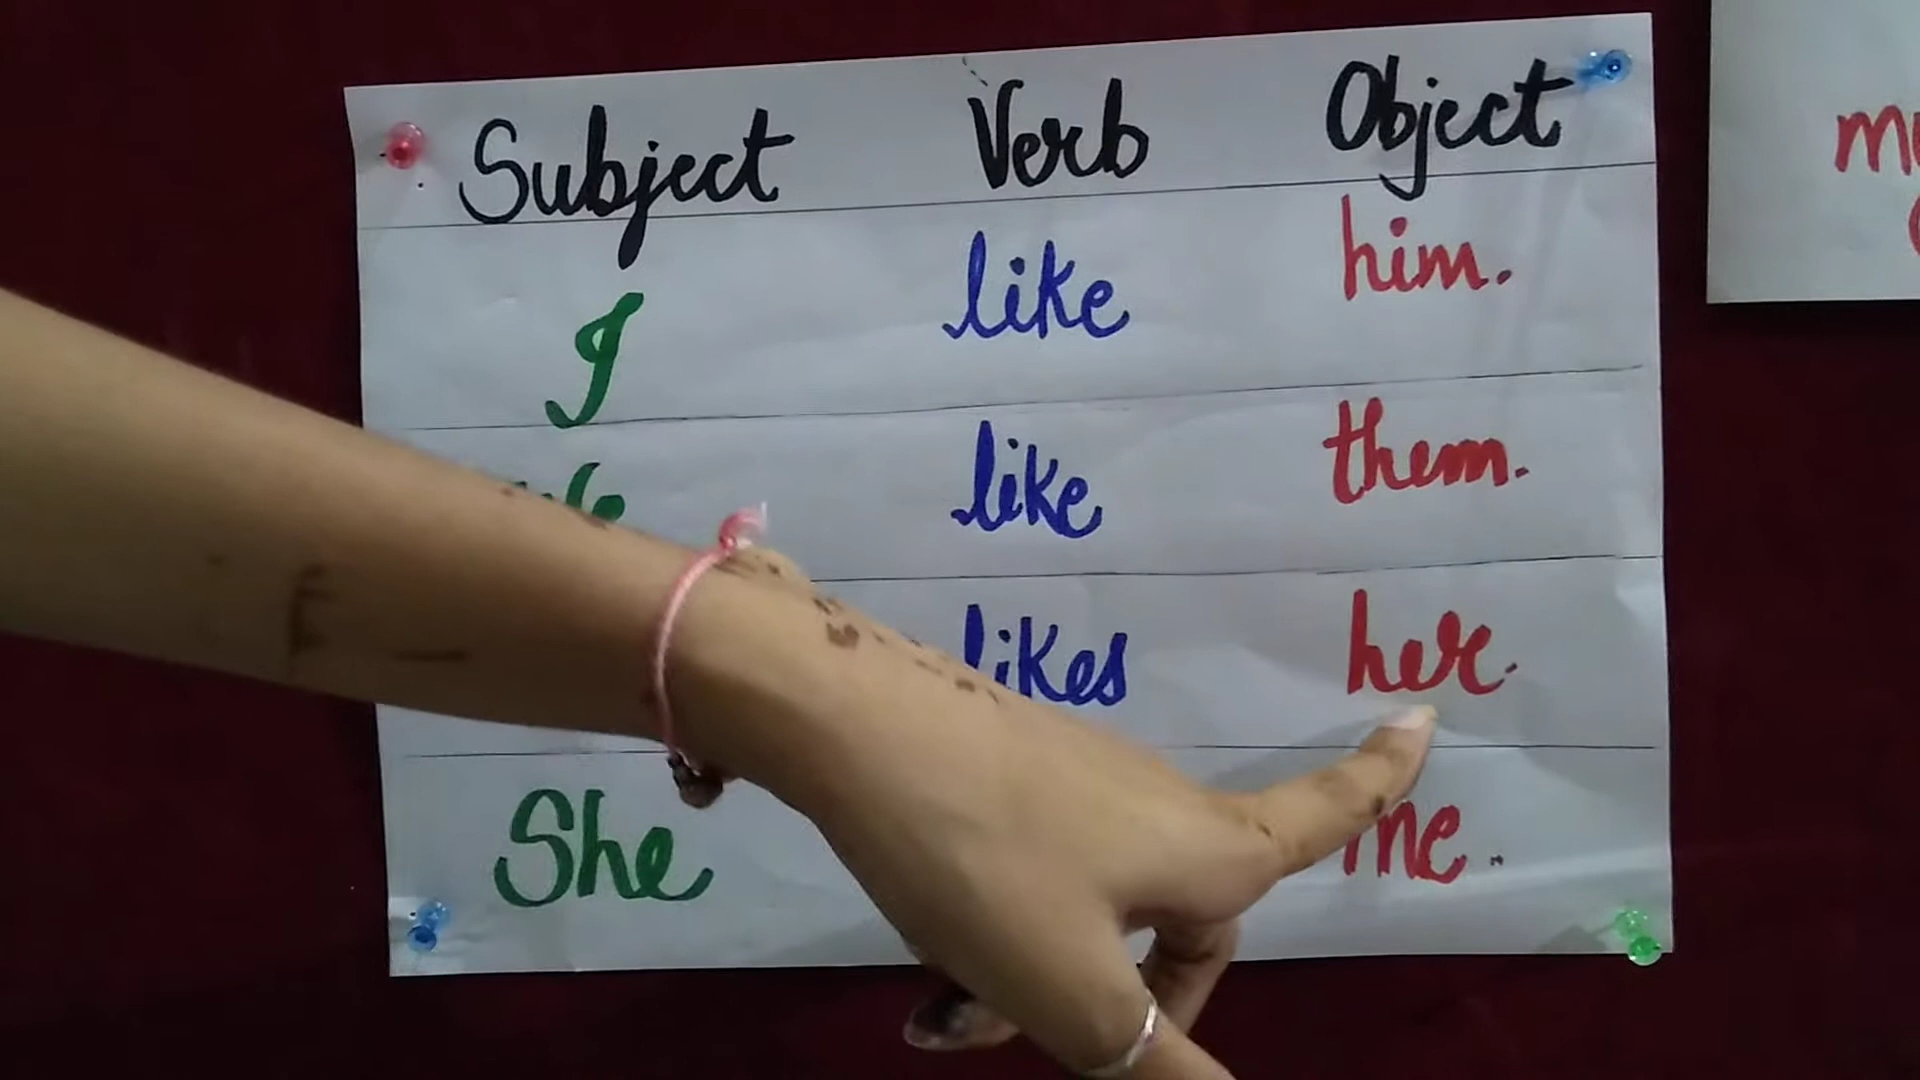 Subject Verb Object
I like him.
like them.
likes her.
She me.